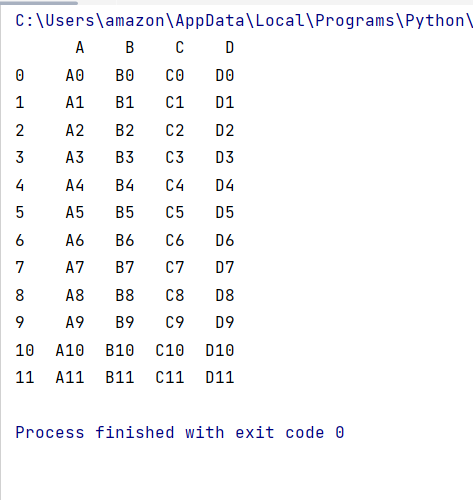 C:\Users\amazon\AppData\Local\Programs\Python\
A B C D
0 A0 B0 C0 D0
1 A1 B1 C1 D1
2 A2 B2 C2 D2
3 A3 B3 C3 D3
4 A4 B4 C4 D4
5 A5 B5 C5 D5
6 A6 B6 C6 D6
7 A7 B7 C7 D7
8 A8 B8 C8 D8
9 A9 B9 C9 D9
10 A10 B10 C10 D10
11 A11 B11 C11 D11
Process finished with exit code 0